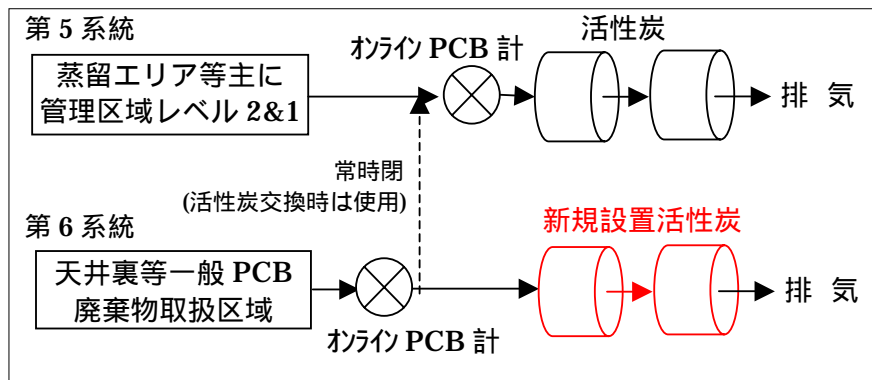 第5系統
オンライン PCB 計
活性炭
蒸留エリア等主に
管理区域レベル 2&1
排 気
常時閉
(活性炭交換時は使用)
第6系統
新規設置活性炭
天井裏等一般 PCB
廃棄物取扱区域
排 気
オンライン PCB 計